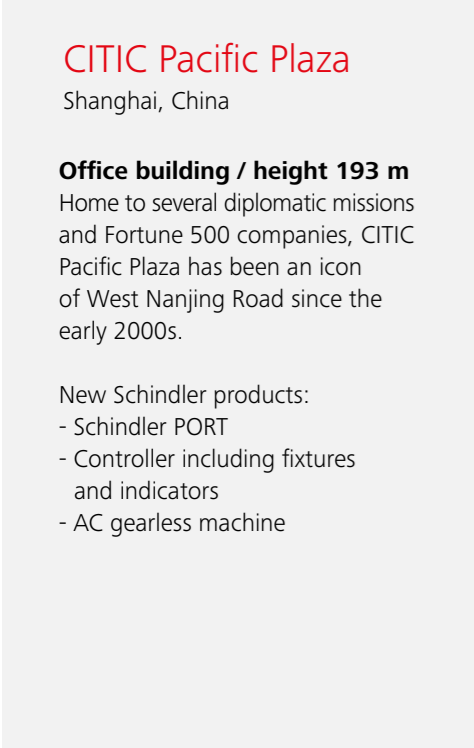 CITIC Pacific Plaza
Shanghai, China
Office building / height 193 m
Home to several diplomatic missions
and Fortune 500 companies, CITIC
Pacific Plaza has been an icon
of West Nanjing Road since the
early 2000s.
New Schindler products:
- Schindler PORT
- Controller including fixtures
and indicators
- AC gearless machine